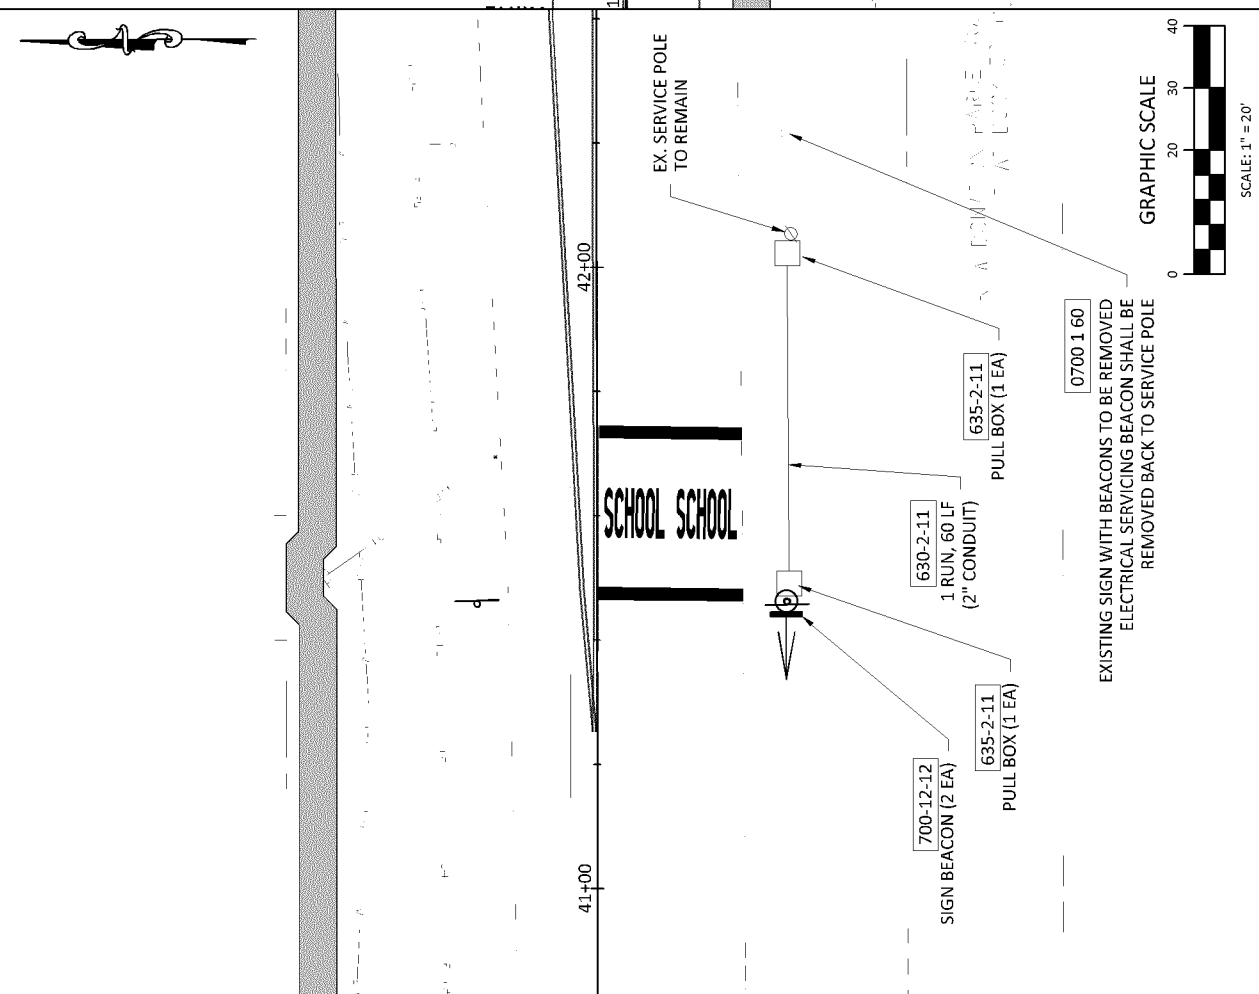 EX. SERVICE POLE
TO REMAIN
42+00
41+00
SCHOOL SCHOOL
635-2-11
PULL BOX (1 EA)
630-2-11
1 RUN, 60 LF
(2" CONDUIT)
635-2-11
PULL BOX (1 EA)
700-12-12
SIGN BEACON (2 EA)
0700 1 60
EXISTING SIGN WITH BEACONS TO BE REMOVED
ELECTRICAL SERVICING BEACON SHALL BE
REMOVED BACK TO SERVICE POLE
GRAPHIC SCALE
0 20 30 40
SCALE: 1" = 20'